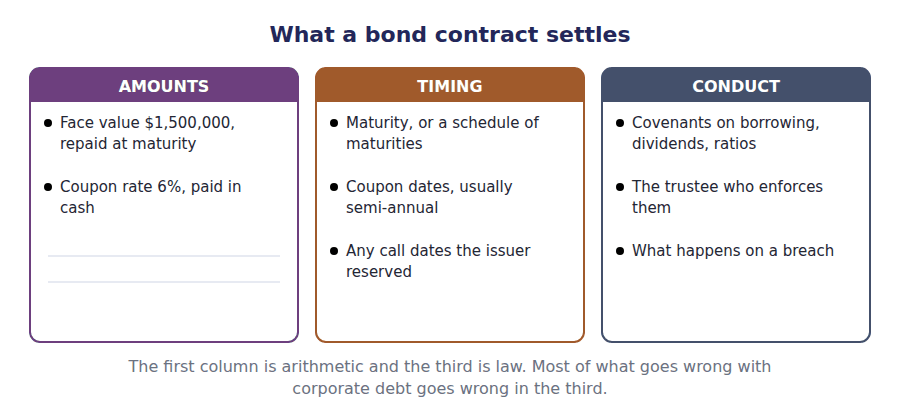 What a bond contract settles
AMOUNTS
Face value $1,500,000,
repaid at maturity
Coupon rate 6%, paid in
cash
TIMING
Maturity, or a schedule of
maturities
Coupon dates, usually
semi-annual
Any call dates the issuer
reserved
CONDUCT
Covenants on borrowing,
dividends, ratios
The trustee who enforces
them
What happens on a breach
The first column is arithmetic and the third is law. Most of what goes wrong with
corporate debt goes wrong in the third.